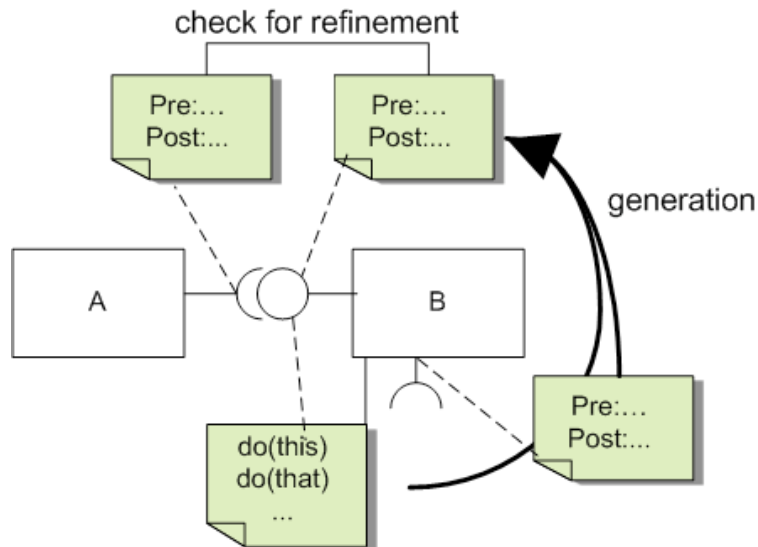 check for refinement
Pre:...
Post:...
Pre:...
Post:...
generation
A
B
Pre:...
Post:...
do(this)
do(that)
...